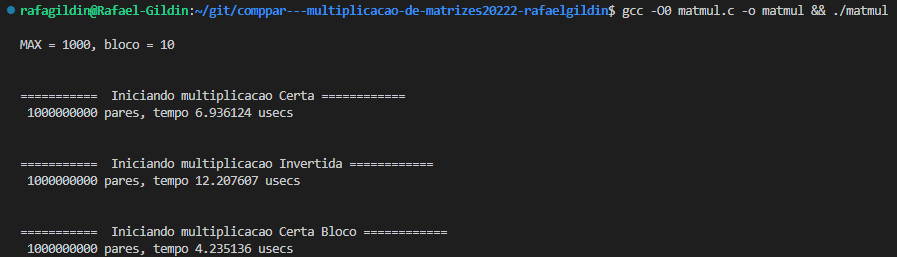 rafagildin@Rafael-Gildin:~/git/comppar---multiplicacao-de-matrizes20222-rafaelgildin$ gcc -O0 matmul.c -o matmul && ./matmul
MAX = 1000, bloco = 10
===========  Iniciando multiplicacao Certa ============
1000000000 pares, tempo 6.936124 usecs
===========  Iniciando multiplicacao Invertida ============
1000000000 pares, tempo 12.207607 usecs
===========  Iniciando multiplicacao Certa Bloco ============
1000000000 pares, tempo 4.235136 usecs